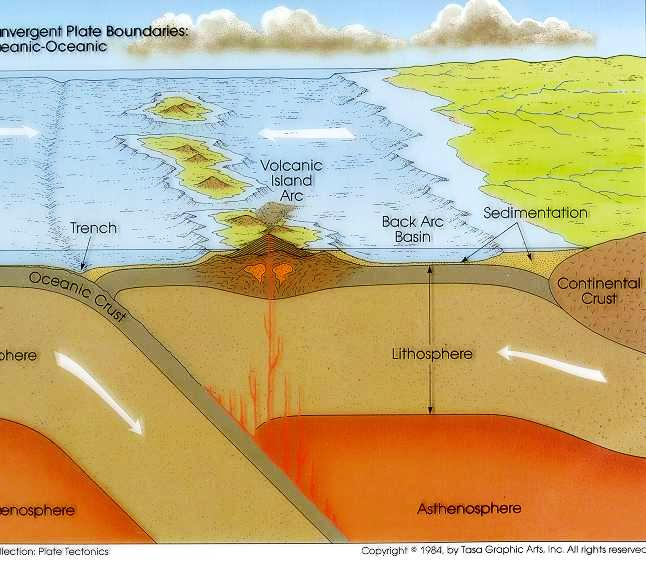 nvergent Plate Boundaries:
eanic-Oceanic
Volcanic
Island
Arc
Trench
Back Arc
Basin
Sedimentation
Oceanic Crust
Continental
Crust
phere
Lithosphere
enosphere
Asthenosphere
llection: Plate Tectonics
Copyright © 1984, by Tasa Graphic Arts, Inc. All rights reserve